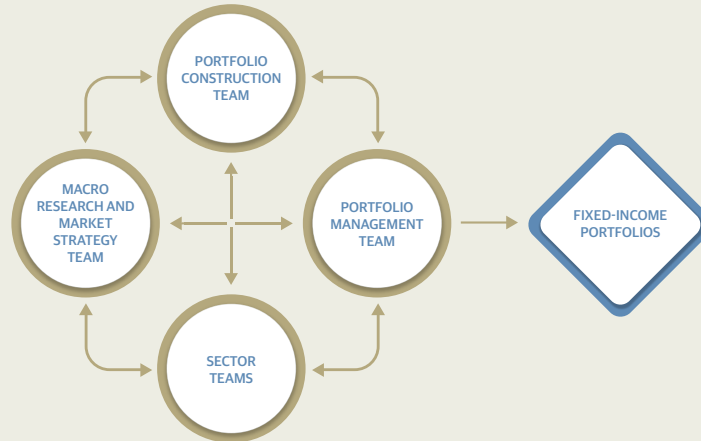 PORTFOLIO
CONSTRUCTION
TEAM
MACRO
RESEARCH AND
MARKET
STRATEGY
TEAM
PORTFOLIO
MANAGEMENT
TEAM
FIXED-INCOME
PORTFOLIOS
SECTOR
TEAMS